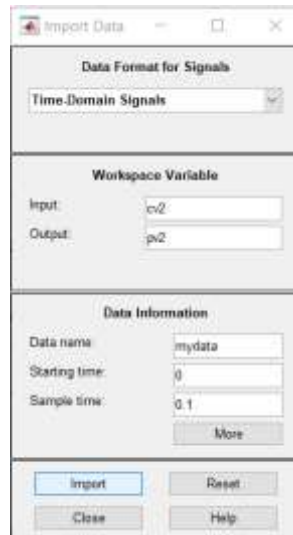 Import Data
Data Format for Signals
Time-Domain Signals
Workspace Variable
Input: cv2
Output: pv2
Data Information
Data name: mydata
Starting time: 0
Sample time: 0.1
More
Import Reset
Close Help